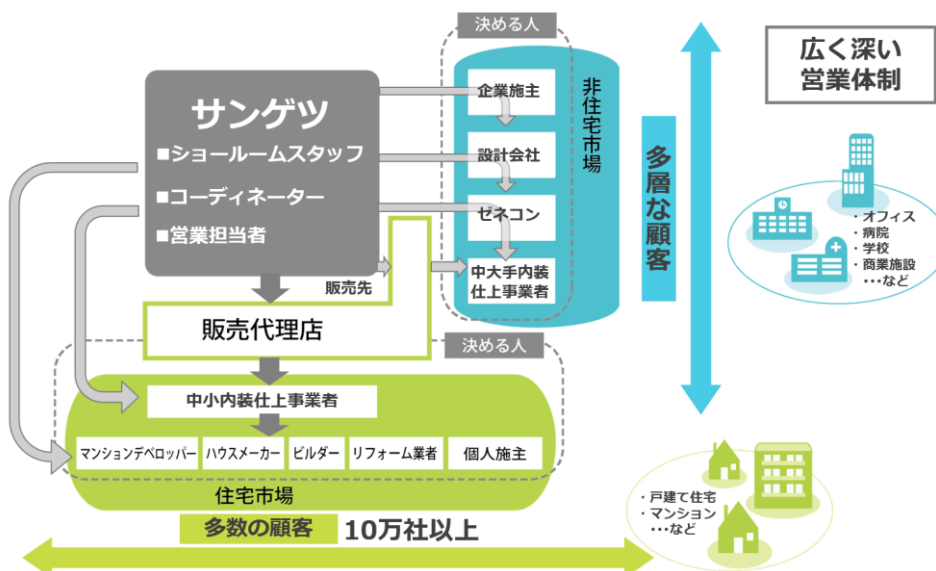 決める人
広く深い
営業体制
サンゲツ
■ショールームスタッフ
■コーディネーター
■営業担当者
企業施主
設計会社
ゼネコン
中大手内装
仕上事業者
非住宅市場
多層な顧客
・オフィス
・病院
・学校
・商業施設
・・・など
販売先
販売代理店
決める人
中小内装仕上事業者
マンションデベロッパー
ハウスメーカー
ビルダー
リフォーム業者
個人施主
住宅市場
・戸建て住宅
・マンション
・・・など
多数の顧客
10万社以上